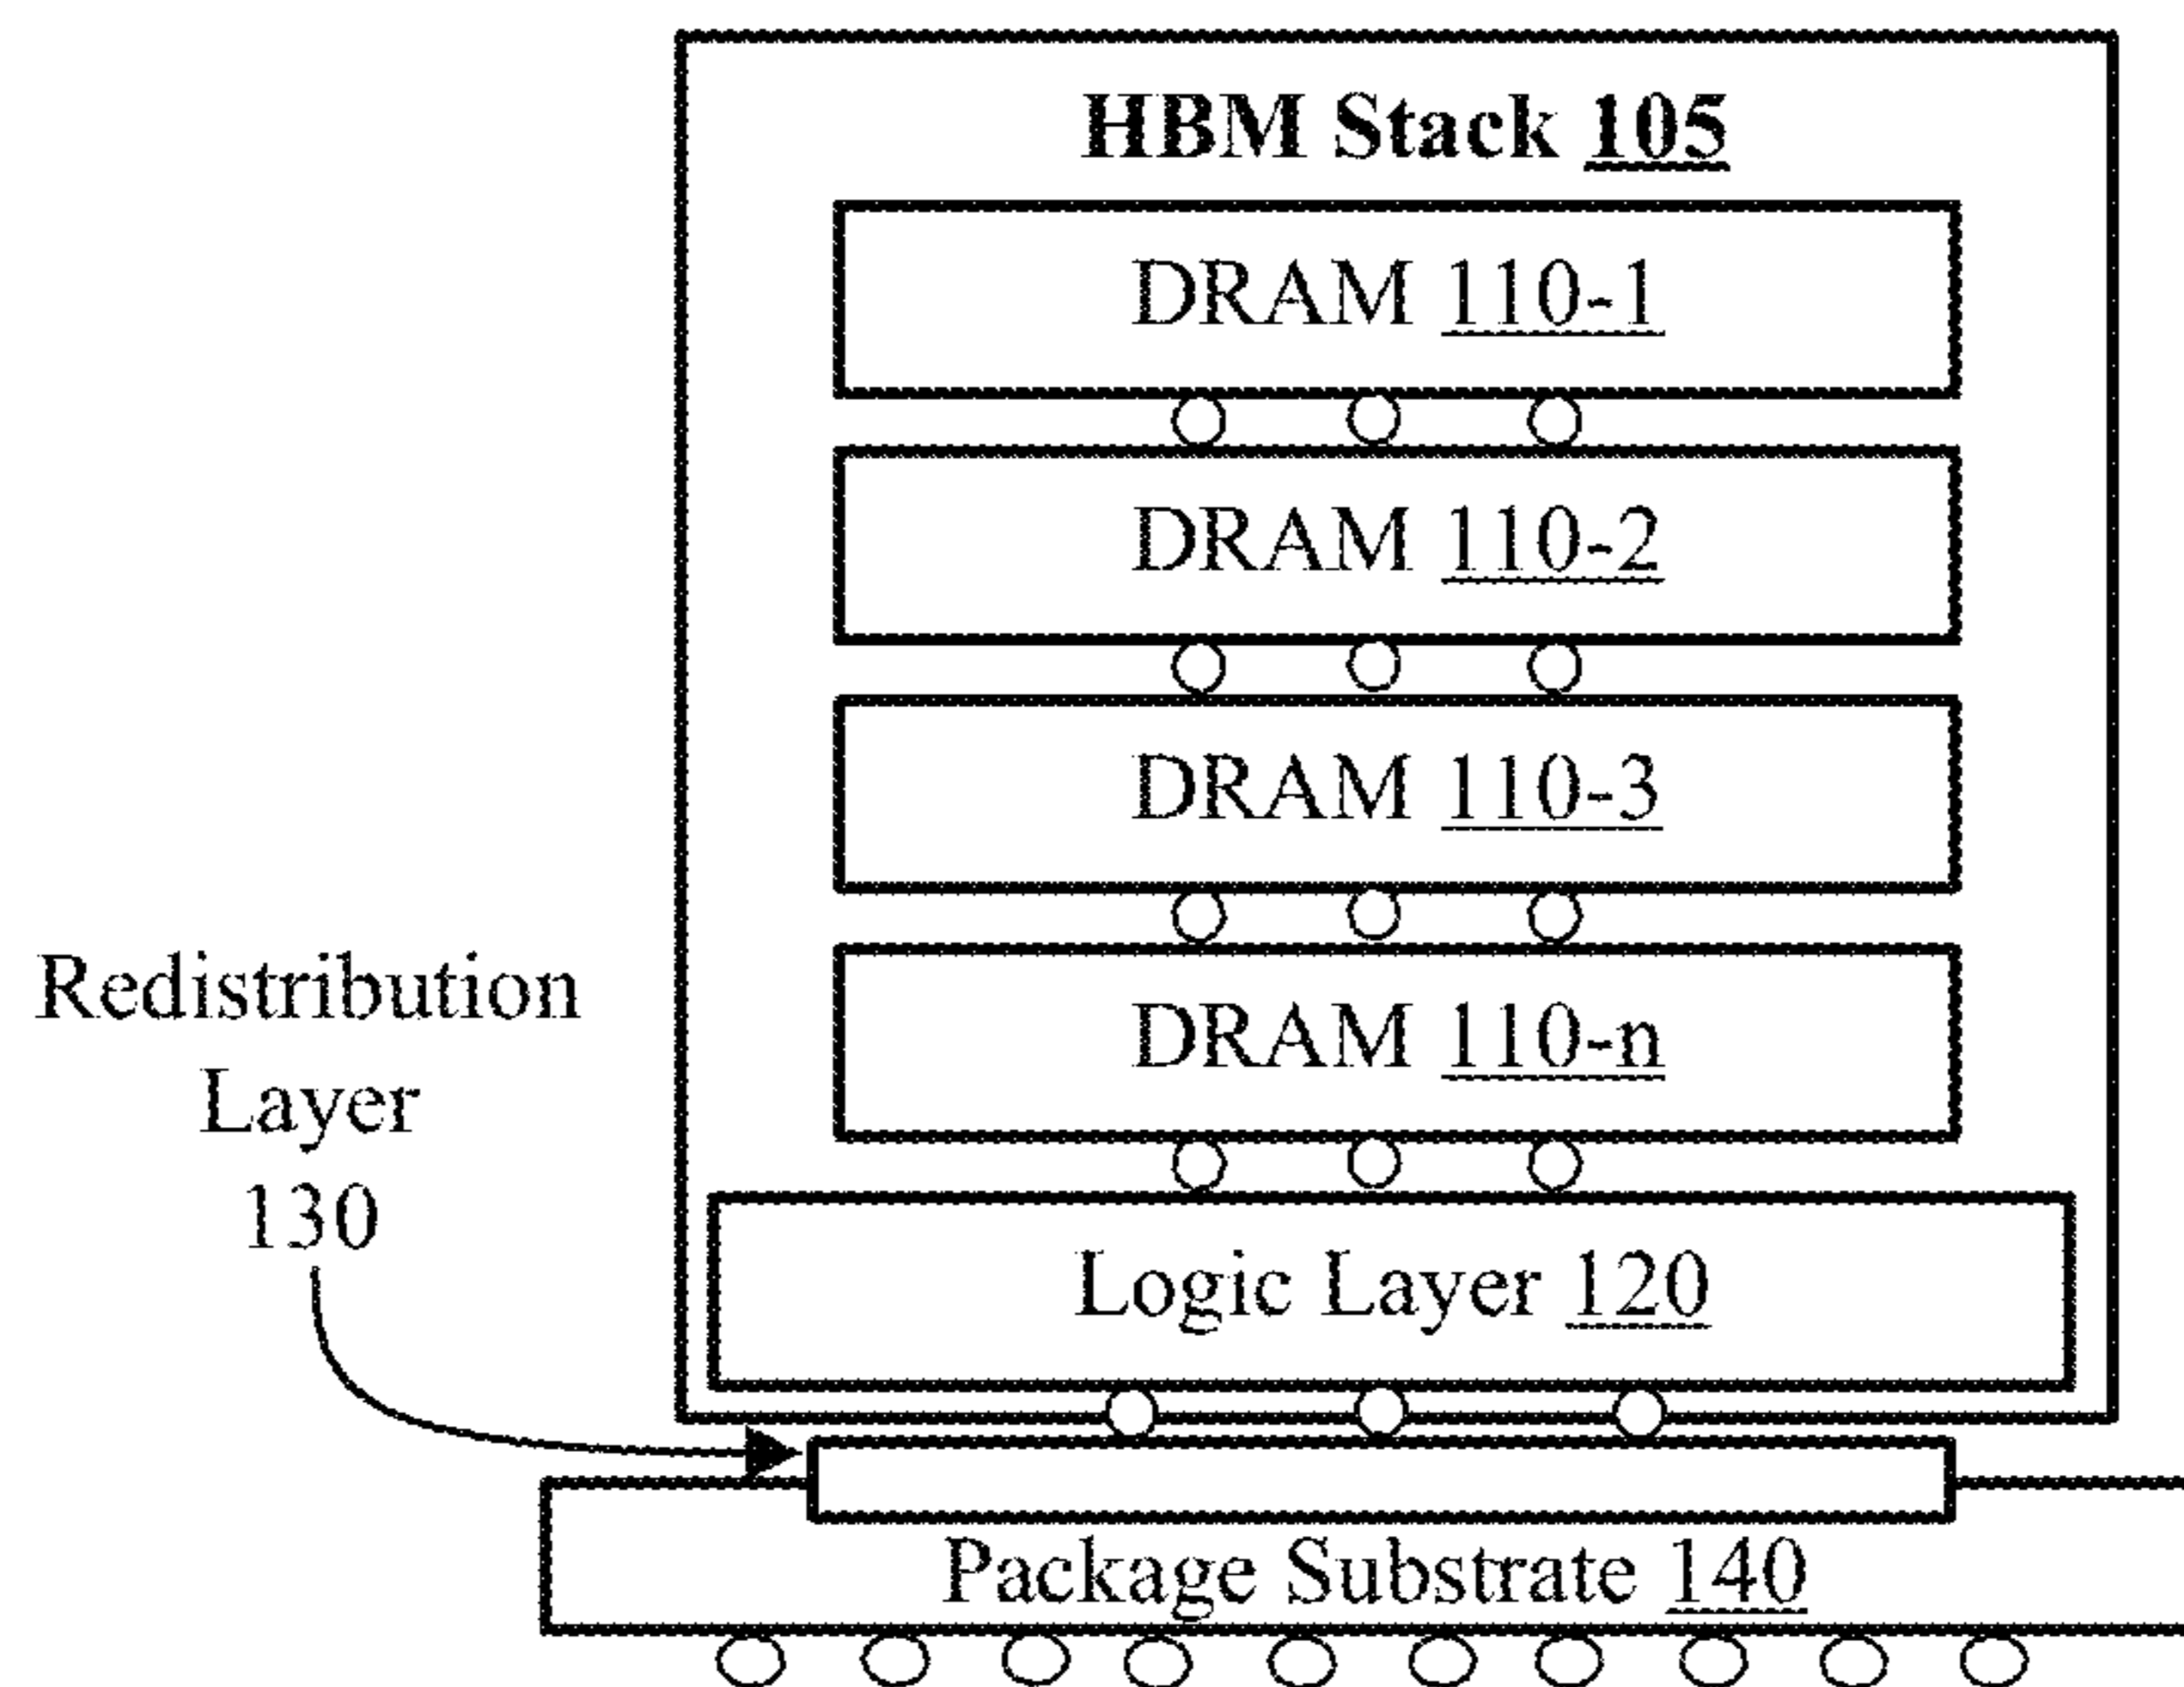 HBM Stack 105
DRAM 110-1
DRAM 110-2
DRAM 110-3
DRAM 110-n
Redistribution
Layer
130
Logic Layer 120
Package Substrate 140